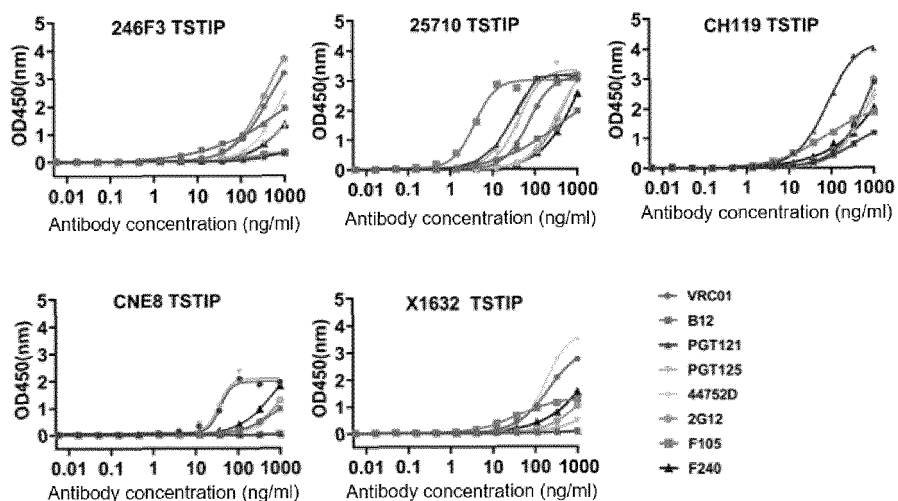 246F3 TSTIP
OD450(nm)
5
4
3
2
1
0
0.01 0.1 1 10 100 1000
Antibody concentration (ng/ml)
25710 TSTIP
OD450(nm)
5
4
3
2
1
0
0.01 0.1 1 10 100 1000
Antibody concentration (ng/ml)
CH119 TSTIP
OD450(nm)
5
4
3
2
1
0
0.01 0.1 1 10 100 1000
Antibody concentration (ng/ml)
CNE8 TSTIP
OD450(nm)
5
4
3
2
1
0
0.01 0.1 1 10 100 1000
Antibody concentration (ng/ml)
X1632 TSTIP
OD450(nm)
5
4
3
2
1
0
0.01 0.1 1 10 100 1000
Antibody concentration (ng/ml)
VRC01
B12
PGT121
PGT125
44752D
2G12
F105
F240